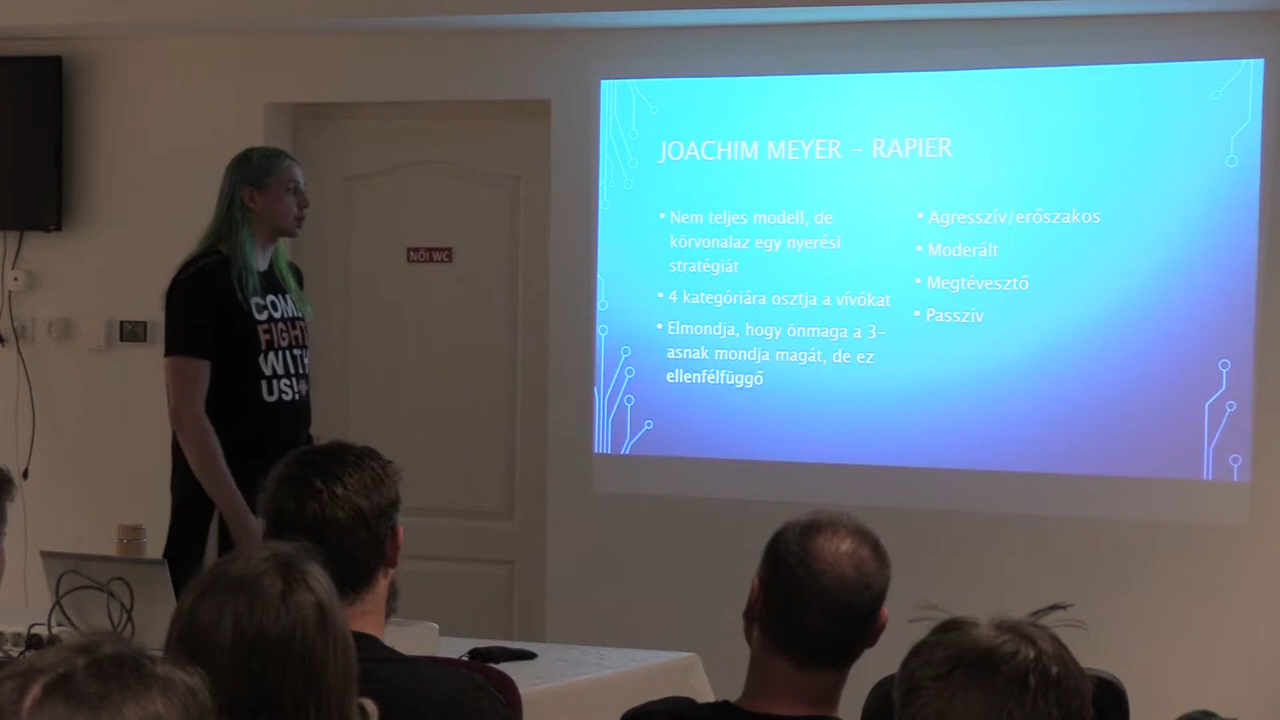 JOACHIM MEYER – RAPIER
• Nem teljes modell, de
körvonalaz egy nyerési
stratégiát
• 4 kategóriára osztja a vívókat
• Elmondja, hogy önmaga a 3-
asnak mondja magát, de ez
ellenfélfüggő
• Agresszív/erőszakos
• Moderált
• Megtévesztő
• Passzív
NŐI WC
COM
FIGHT
WITH
US!